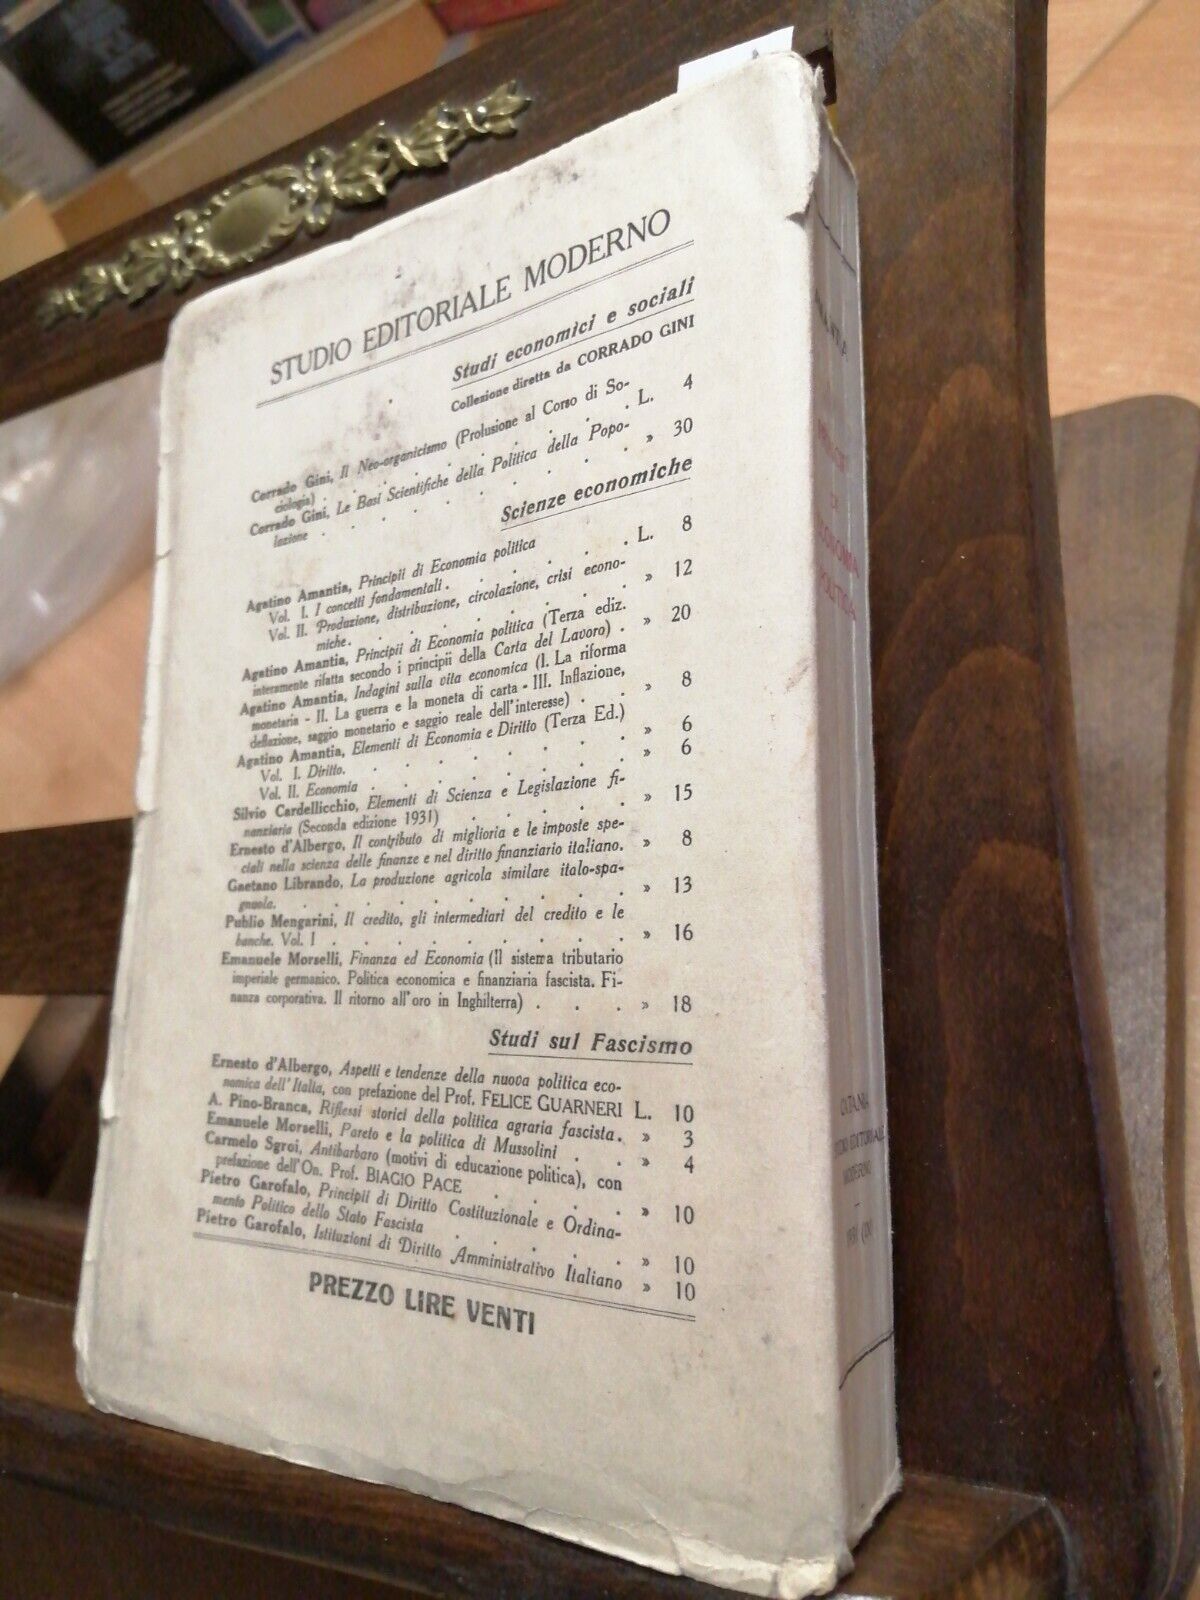 STUDIO EDITORIALE MODERNO
Studi economici e sociali
Collezione diretta da CORRADO GINI
Corrado Gini, Il Neo-organicismo (Prolusione al Corso di So-
ciologia) . . . . . . . . L. 4
Corrado Gini, Le Basi Scientifiche della Politica della Popo-
lazione . . . . . . . . » 30
Scienze economiche
Agatino Amantia, Principii di Economia politica
Vol. I. I concetti fondamentali . . . . . L. 8
Vol. II. Produzione, distribuzione, circolazione, crisi econo-
miche. . . . . . . . » 12
Agatino Amantia, Principii di Economia politica (Terza ediz.
interamente rifatta secondo i principii della Carta del Lavoro) . » 20
Agatino Amantia, Indagini sulla vita economica (I. La riforma
monetaria - II. La guerra e la moneta di carta - III. Inflazione,
deflazione, saggio monetario e saggio reale dell'interesse) . . » 8
Agatino Amantia, Elementi di Economia e Diritto (Terza Ed.)
Vol. I. Diritto. . . . . . . . » 6
Vol. II. Economia . . . . . . . » 6
Silvio Cardellicchio, Elementi di Scienza e Legislazione fi-
nanziaria (Seconda edizione 1931) . . . . . » 15
Ernesto d'Albergo, Il contributo di miglioria e le imposte spe-
ciali nella scienza delle finanze e nel diritto finanziario italiano. » 8
Gaetano Librando, La produzione agricola similare italo-spa-
gnuola. . . . . . . . . » 13
Publio Mengarini, Il credito, gli intermediari del credito e le
banche. Vol. I . . . . . . . » 16
Emanuele Morselli, Finanza ed Economia (Il sistema tributario
imperiale germanico. Politica economica e finanziaria fascista. Fi-
nanza corporativa. Il ritorno all'oro in Inghilterra) . . . » 18
Studi sul Fascismo
Ernesto d'Albergo, Aspetti e tendenze della nuova politica eco-
nomica dell'Italia, con prefazione del Prof. FELICE GUARNERI L. 10
A. Pino-Branca, Riflessi storici della politica agraria fascista. » 3
Emanuele Morselli, Pareto e la politica di Mussolini . . » 4
Carmelo Sgroi, Antibarbaro (motivi di educazione politica), con
prefazione dell'On. Prof. BIAGIO PACE . . . . » 10
Pietro Garofalo, Principii di Diritto Costituzionale e Ordina-
mento Politico dello Stato Fascista . . . . . » 10
Pietro Garofalo, Istituzioni di Diritto Amministrativo Italiano » 10
PREZZO LIRE VENTI
DI
ECONOMIA
POLITICA
CATANIA
STUDIO EDITORIALE
MODERNO